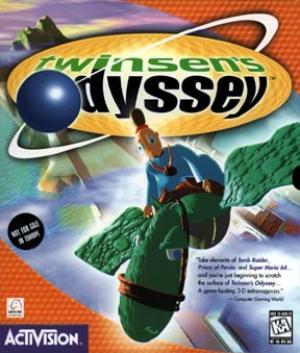 twinsen's
odyssey™
NOT FOR SALE
IN EUROPE
"Take elements of Tomb Raider,
Prince of Persia, and Super Mario 64...
and you're just beginning to scratch
the surface of Twinsen's Odyssey...
A genre-busting 3-D extravaganza."
— Computer Gaming World
ACTIVISION.
K-A